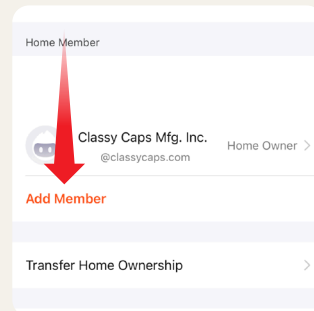 Home Member
Classy Caps Mfg. Inc.
Home Owner
@classycaps.com
Add Member
Transfer Home Ownership